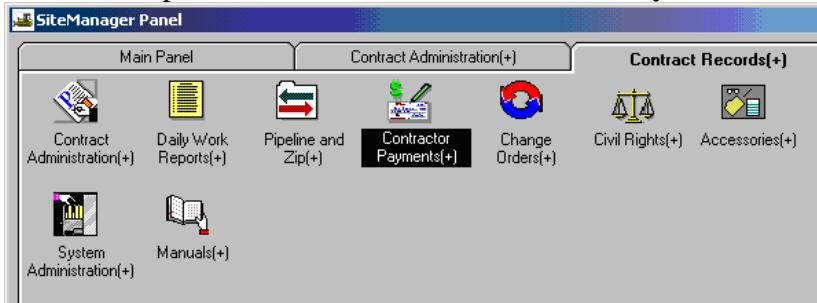 SiteManager Panel
Main Panel
Contract Administration(+)
Contract Records(+)
Contract
Administration(+)
Daily Work
Reports(+)
Pipeline and
Zip(+)
Contractor
Payments(+)
Change
Orders(+)
Civil Rights(+)
Accessories(+)
System
Administration(+)
Manuals(+)